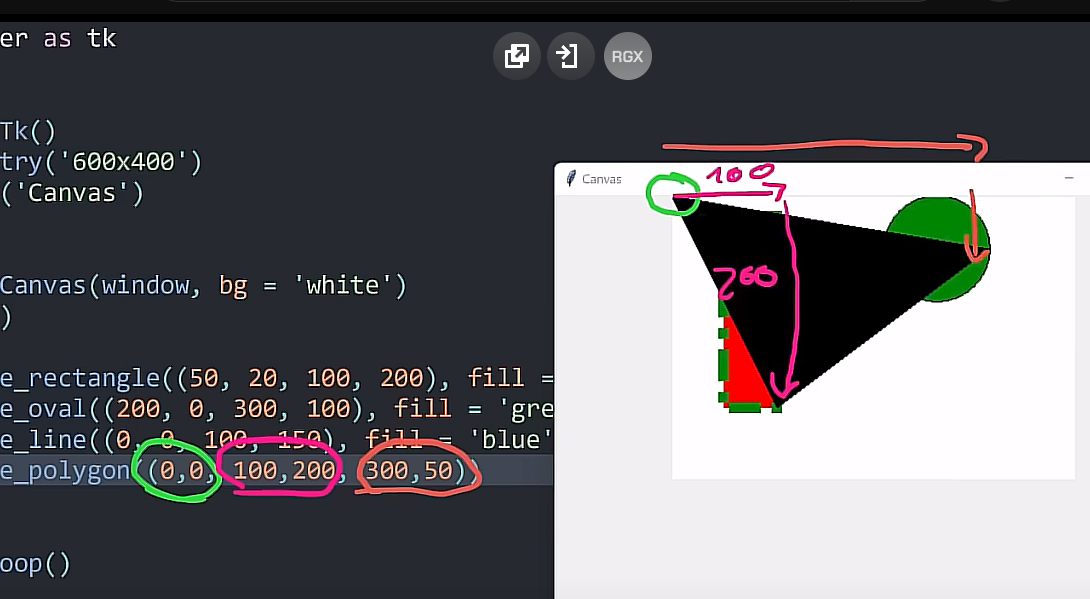 er as tk
RGX
Tk()
try('600x400')
('Canvas')
Canvas
100
Canvas(window, bg = 'white')
)
200
e_rectangle((50, 20, 100, 200), fill =
e_oval((200, 0, 300, 100), fill = 'gre
e_line((0, 0, 100, 150), fill = 'blue'
e_polygon((0,0, 100,200, 300,50))
oop()